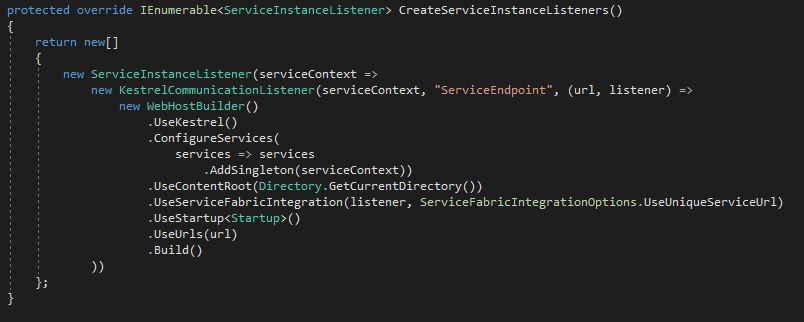 protected override IEnumerable<ServiceInstanceListener> CreateServiceInstanceListeners()
{
    return new[]
    {
        new ServiceInstanceListener(serviceContext =>
            new KestrelCommunicationListener(serviceContext, "ServiceEndpoint", (url, listener) =>
                new WebHostBuilder()
                    .UseKestrel()
                    .ConfigureServices(
                        services => services
                            .AddSingleton(serviceContext))
                    .UseContentRoot(Directory.GetCurrentDirectory())
                    .UseServiceFabricIntegration(listener, ServiceFabricIntegrationOptions.UseUniqueServiceUrl)
                    .UseStartup<Startup>()
                    .UseUrls(url)
                    .Build()
            ))
    };
}